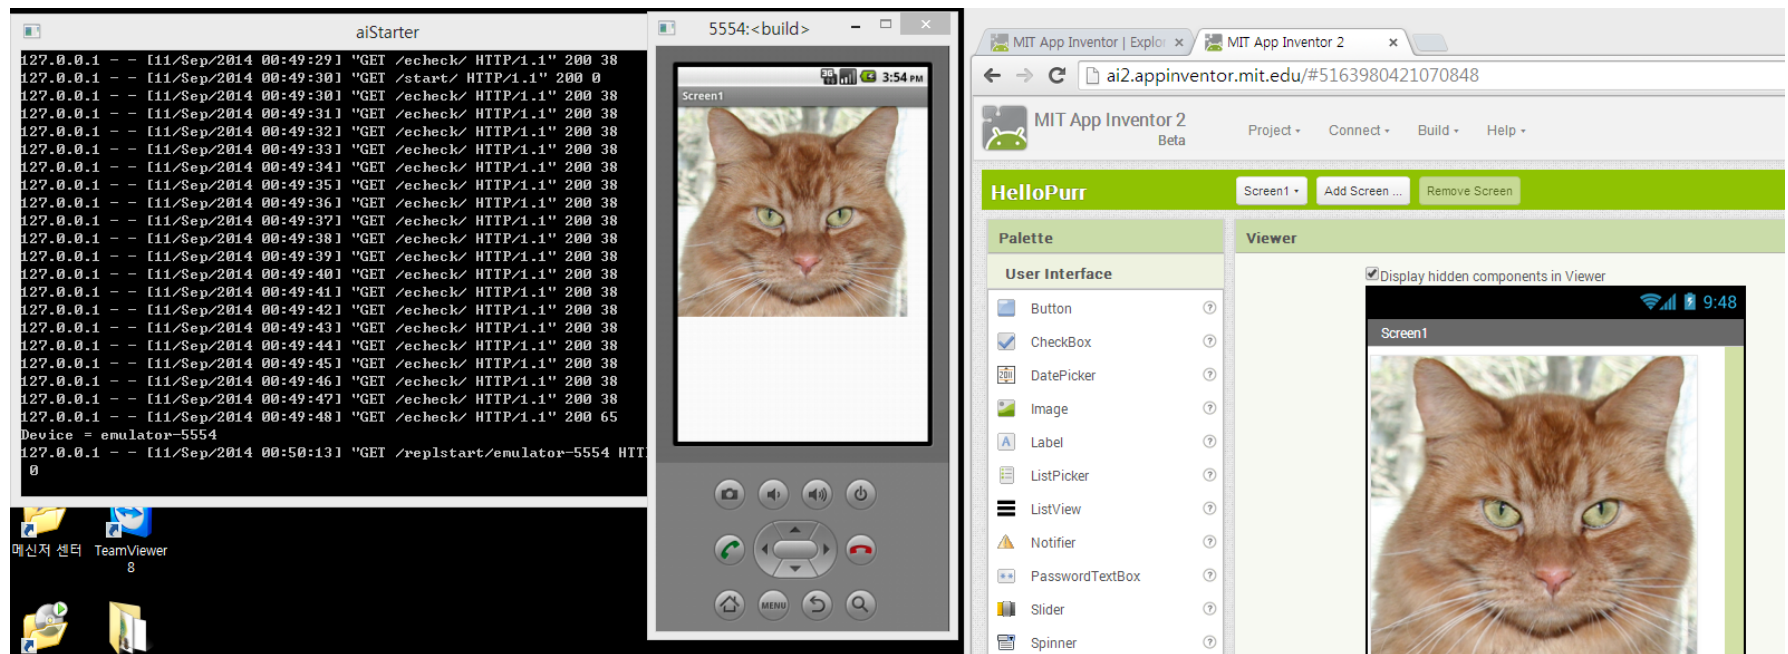 aiStarter
127.0.0.1 - - [11/Sep/2014 00:49:29] "GET /echeck/ HTTP/1.1" 200 38
127.0.0.1 - - [11/Sep/2014 00:49:30] "GET /start/ HTTP/1.1" 200 0
127.0.0.1 - - [11/Sep/2014 00:49:30] "GET /echeck/ HTTP/1.1" 200 38
127.0.0.1 - - [11/Sep/2014 00:49:31] "GET /echeck/ HTTP/1.1" 200 38
127.0.0.1 - - [11/Sep/2014 00:49:32] "GET /echeck/ HTTP/1.1" 200 38
127.0.0.1 - - [11/Sep/2014 00:49:33] "GET /echeck/ HTTP/1.1" 200 38
127.0.0.1 - - [11/Sep/2014 00:49:34] "GET /echeck/ HTTP/1.1" 200 38
127.0.0.1 - - [11/Sep/2014 00:49:35] "GET /echeck/ HTTP/1.1" 200 38
127.0.0.1 - - [11/Sep/2014 00:49:36] "GET /echeck/ HTTP/1.1" 200 38
127.0.0.1 - - [11/Sep/2014 00:49:37] "GET /echeck/ HTTP/1.1" 200 38
127.0.0.1 - - [11/Sep/2014 00:49:38] "GET /echeck/ HTTP/1.1" 200 38
127.0.0.1 - - [11/Sep/2014 00:49:39] "GET /echeck/ HTTP/1.1" 200 38
127.0.0.1 - - [11/Sep/2014 00:49:40] "GET /echeck/ HTTP/1.1" 200 38
127.0.0.1 - - [11/Sep/2014 00:49:41] "GET /echeck/ HTTP/1.1" 200 38
127.0.0.1 - - [11/Sep/2014 00:49:42] "GET /echeck/ HTTP/1.1" 200 38
127.0.0.1 - - [11/Sep/2014 00:49:43] "GET /echeck/ HTTP/1.1" 200 38
127.0.0.1 - - [11/Sep/2014 00:49:44] "GET /echeck/ HTTP/1.1" 200 38
127.0.0.1 - - [11/Sep/2014 00:49:45] "GET /echeck/ HTTP/1.1" 200 38
127.0.0.1 - - [11/Sep/2014 00:49:46] "GET /echeck/ HTTP/1.1" 200 38
127.0.0.1 - - [11/Sep/2014 00:49:47] "GET /echeck/ HTTP/1.1" 200 38
127.0.0.1 - - [11/Sep/2014 00:49:48] "GET /echeck/ HTTP/1.1" 200 65
Device = emulator-5554
127.0.0.1 - - [11/Sep/2014 00:50:13] "GET /replstart/emulator-5554 HTT
0
메신저 센터
TeamViewer
8
5554:<build>
3G
3:54 PM
Screen1
MENU
MIT App Inventor | Explor
MIT App Inventor 2
ai2.appinventor.mit.edu/#5163980421070848
MIT App Inventor 2
Beta
Project
Connect
Build
Help
HelloPurr
Screen1
Add Screen ...
Remove Screen
Palette
User Interface
Button
CheckBox
DatePicker
Image
Label
ListPicker
ListView
Notifier
PasswordTextBox
Slider
Spinner
Viewer
Display hidden components in Viewer
9:48
Screen1